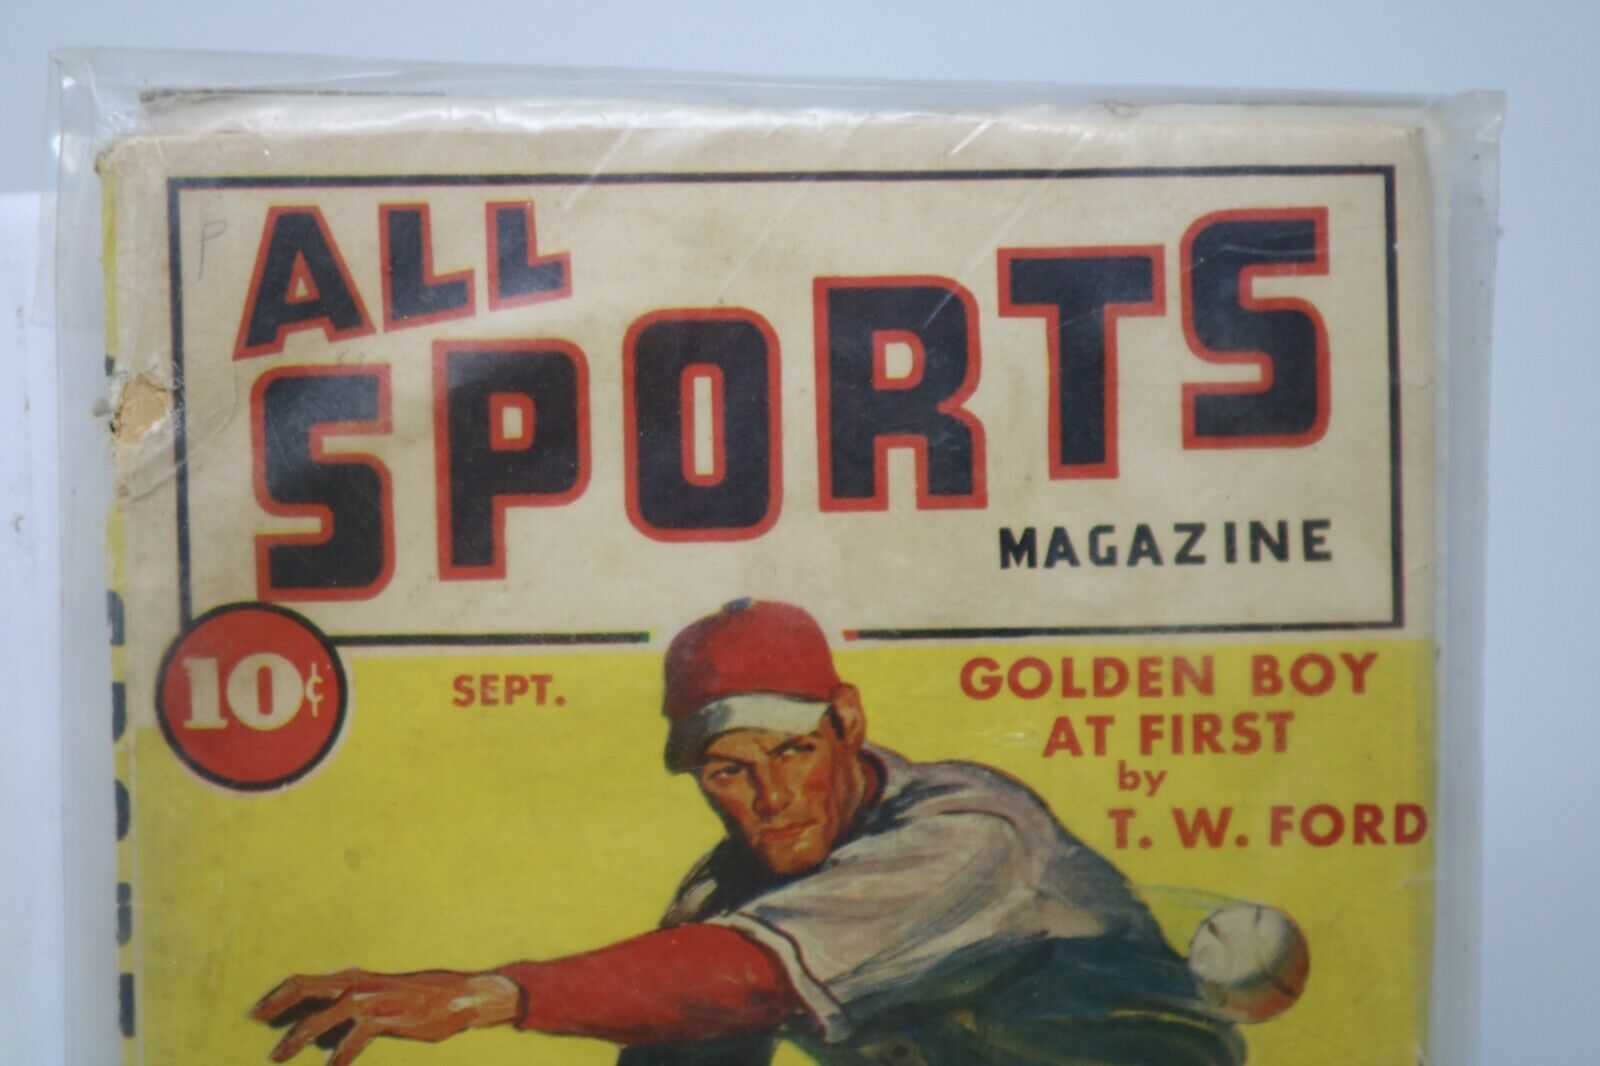 P
ALL
SPORTS
MAGAZINE
10¢
SEPT.
GOLDEN BOY
AT FIRST
by
T. W. FORD